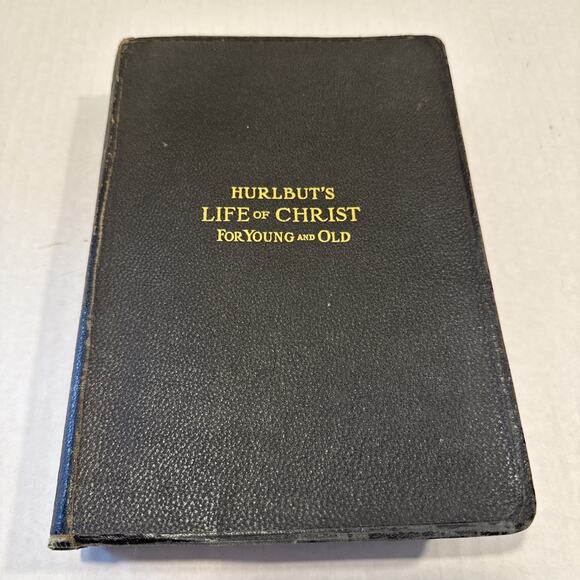 HURLBUT'S
LIFE OF CHRIST
FOR YOUNG AND OLD